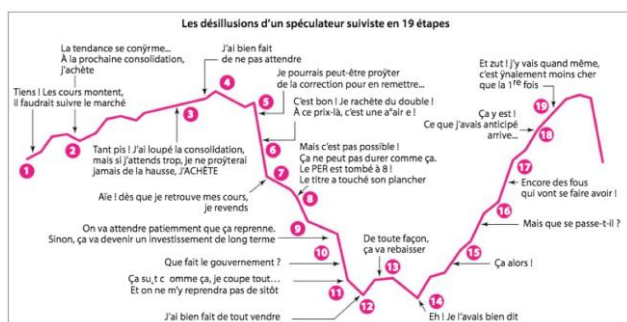 Les désillusions d'un spéculateur suiviste en 19 étapes
Tiens ! Les cours montent,
il faudrait suivre le marché
1
La tendance se conÿrme...
À la prochaine consolidation,
j'achète
2
Tant pis ! J'ai loupé la consolidation,
mais si j'attends trop, je ne proÿterai
jamais de la hausse, J'ACHÈTE
3
J'ai bien fait
de ne pas attendre
4
Je pourrais peut-être proÿter
de la correction pour en remettre...
5
C'est bon ! Je rachète du double !
À ce prix-là, c'est une a°air e !
6
Aïe ! dès que je retrouve mes cours,
je revends
7
Mais c'est pas possible !
Ça ne peut pas durer comme ça.
Le PER est tombé à 8 !
Le titre a touché son plancher
8
On va attendre patiemment que ça reprenne.
Sinon, ça va devenir un investissement de long terme
9
Que fait le gouvernement ?
10
Ça su˛t c omme ça, je coupe tout...
Et on ne m'y reprendra pas de sitôt
11
J'ai bien fait de tout vendre
12
De toute façon,
ça va rebaisser
13
Eh ! Je l'avais bien dit
14
Ça alors !
15
Mais que se passe-t-il ?
16
Encore des fous
qui vont se faire avoir !
17
Ça y est !
Ce que j'avais anticipé
arrive...
18
Et zut ! j'y vais quand même,
c'est ÿnalement moins cher
que la 1re fois
19